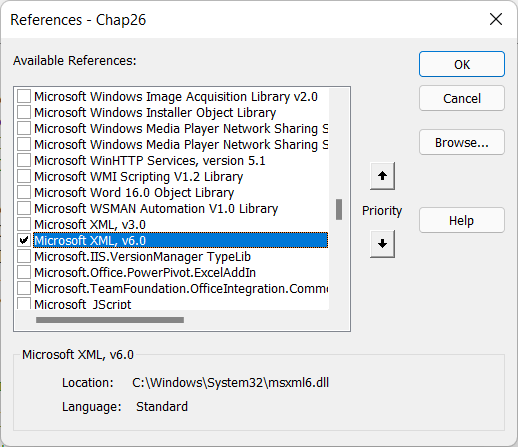 References - Chap26
Available References:
OK
Microsoft Windows Image Acquisition Library v2.0
Microsoft Windows Installer Object Library
Cancel
Microsoft Windows Media Player Network Sharing S
Microsoft Windows Media Player Network Sharing S
Browse...
Microsoft WinHTTP Services, version 5.1
Microsoft WMI Scripting V1.2 Library
Microsoft Word 16.0 Object Library
Microsoft WSMAN Automation V1.0 Library
Priority
Microsoft XML, v3.0
Help
Microsoft XML, v6.0
Microsoft.IIS.VersionManager TypeLib
Microsoft.Office.PowerPivot.ExcelAddIn
Microsoft.TeamFoundation.OfficeIntegration.Comm
Microsoft JScript
Microsoft XML, v6.0
Location: C:\Windows\System32\msxml6.dll
Language: Standard